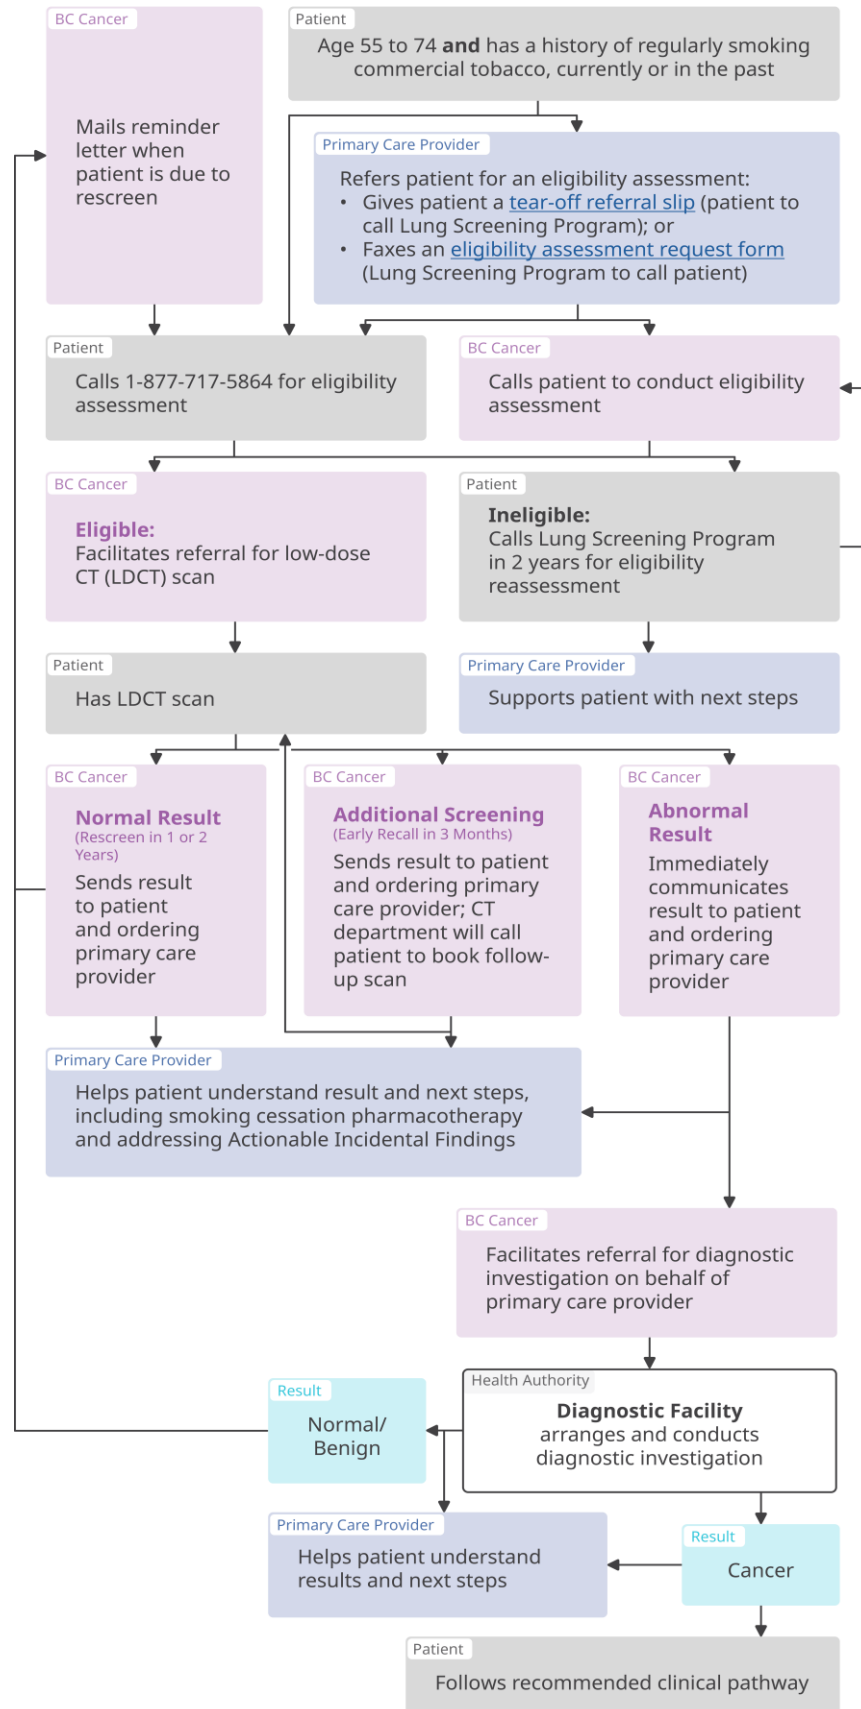 BC Cancer
Mails reminder
letter when
patient is due to
rescreen
Patient
Age 55 to 74 and has a history of regularly smoking
commercial tobacco, currently or in the past
Primary Care Provider
Refers patient for an eligibility assessment:
• Gives patient a tear-off referral slip (patient to
call Lung Screening Program); or
• Faxes an eligibility assessment request form
(Lung Screening Program to call patient)
Patient
Calls 1-877-717-5864 for eligibility
assessment
BC Cancer
Calls patient to conduct eligibility
assessment
BC Cancer
Eligible:
Facilitates referral for low-dose
CT (LDCT) scan
Patient
Ineligible:
Calls Lung Screening Program
in 2 years for eligibility
reassessment
Patient
Has LDCT scan
Primary Care Provider
Supports patient with next steps
BC Cancer
Normal Result
(Rescreen in 1 or 2
Years)
Sends result
to patient
and ordering
primary care
provider
BC Cancer
Additional Screening
(Early Recall in 3 Months)
Sends result to patient
and ordering primary
care provider; CT
department will call
patient to book follow-
up scan
BC Cancer
Abnormal
Result
Immediately
communicates
result to patient
and ordering
primary care
provider
Primary Care Provider
Helps patient understand result and next steps,
including smoking cessation pharmacotherapy
and addressing Actionable Incidental Findings
BC Cancer
Facilitates referral for diagnostic
investigation on behalf of
primary care provider
Health Authority
Diagnostic Facility
arranges and conducts
diagnostic investigation
Result
Normal/
Benign
Primary Care Provider
Helps patient understand
results and next steps
Result
Cancer
Patient
Follows recommended clinical pathway